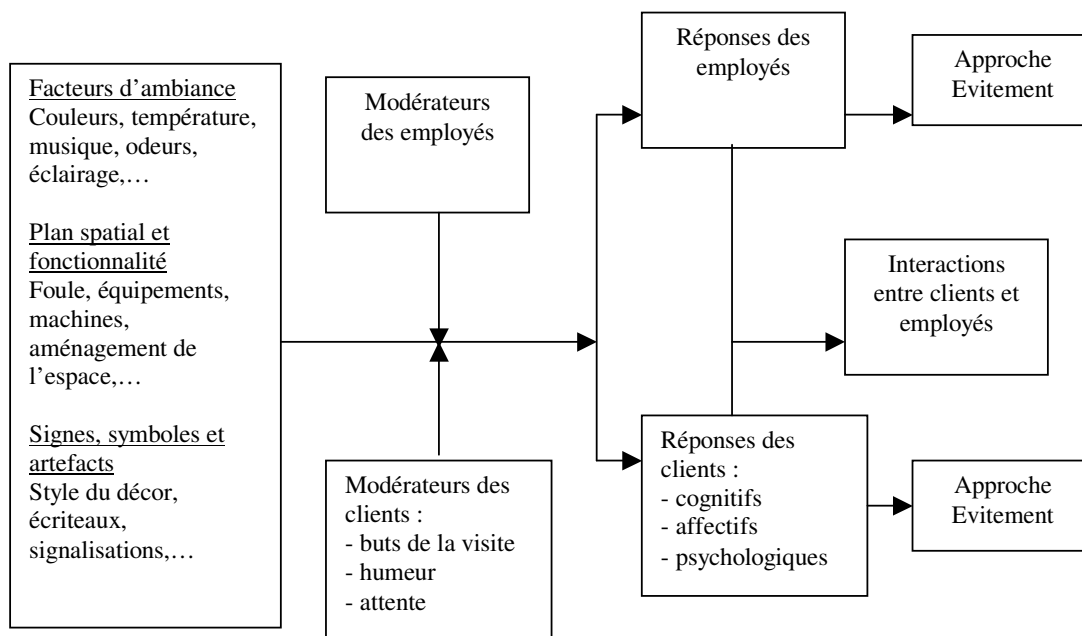 Facteurs d’ambiance
Couleurs, température,
musique, odeurs,
éclairage,…
Plan spatial et
fonctionnalité
Foule, équipements,
machines,
aménagement de
l’espace,…
Signes, symboles et
artefacts
Style du décor,
écriteaux,
signalisations,…
Modérateurs
des employés
Modérateurs des
clients :
- buts de la visite
- humeur
- attente
Réponses des
employés
Réponses des
clients :
- cognitifs
- affectifs
- psychologiques
Approche
Evitement
Interactions
entre clients et
employés
Approche
Evitement